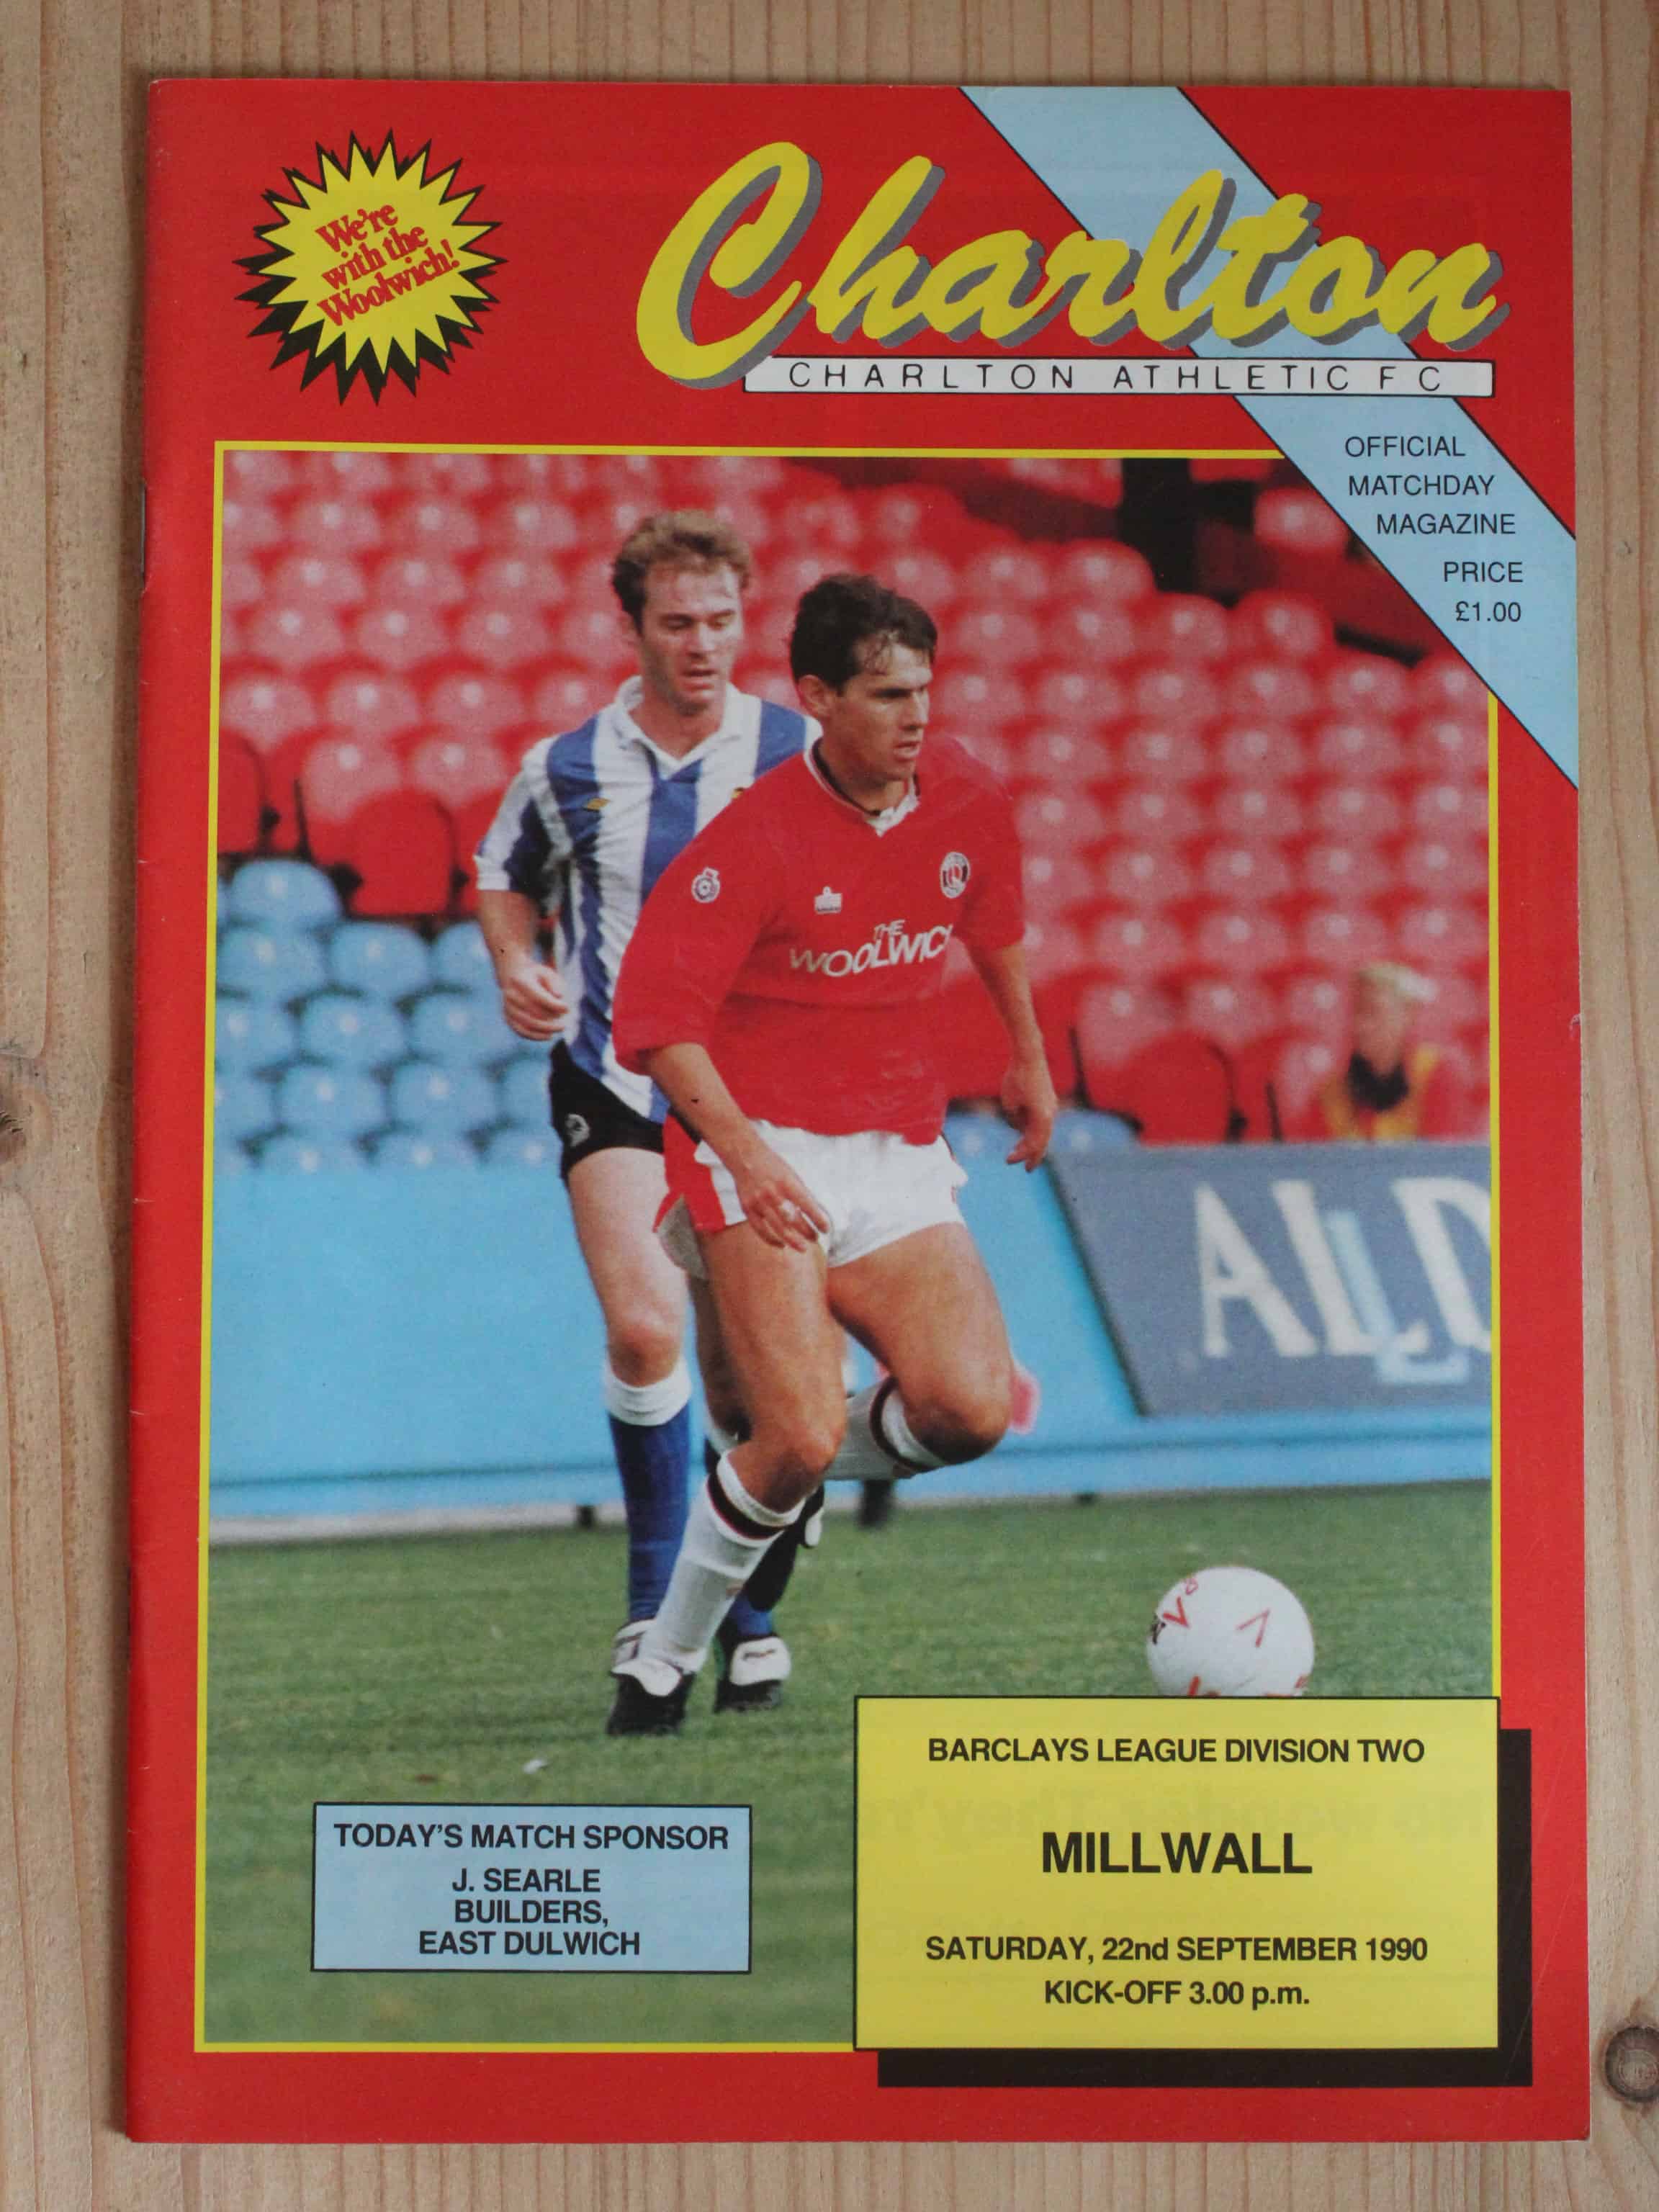 We're
with the
Woolwich!
Charlton
CHARLTON ATHLETIC FC
OFFICIAL
MATCHDAY
MAGAZINE
PRICE
£1.00
THE
WOOLWICH
BARCLAYS LEAGUE DIVISION TWO
MILLWALL
SATURDAY, 22nd SEPTEMBER 1990
KICK-OFF 3.00 p.m.
TODAY'S MATCH SPONSOR
J. SEARLE
BUILDERS,
EAST DULWICH